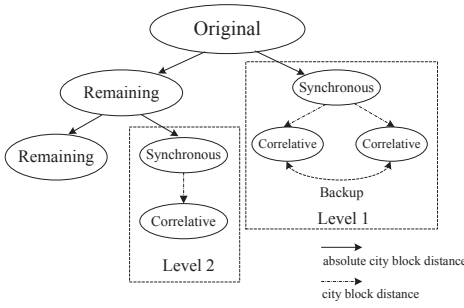 Original
Remaining
Synchronous
Remaining
Synchronous
Correlative
Correlative
Correlative
Backup
Level 1
Level 2
absolute city block distance
city block distance